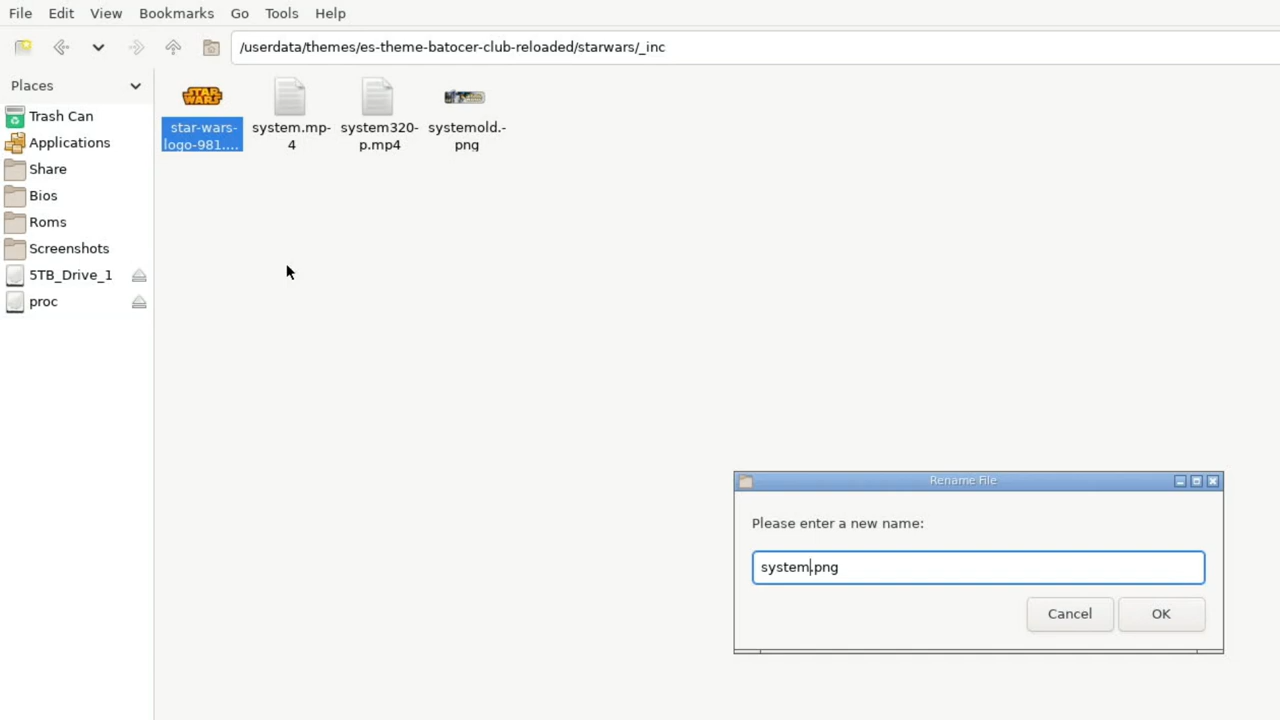 File Edit View Bookmarks Go Tools Help
/userdata/themes/es-theme-batocer-club-reloaded/starwars/_inc
Places
Trash Can
Applications
Share
Bios
Roms
Screenshots
5TB_Drive_1
proc
STAR
WARS
star-wars-
logo-981....
system.mp-
4
system320-
p.mp4
systemold.-
png
Rename File
Please enter a new name:
system.png
Cancel OK